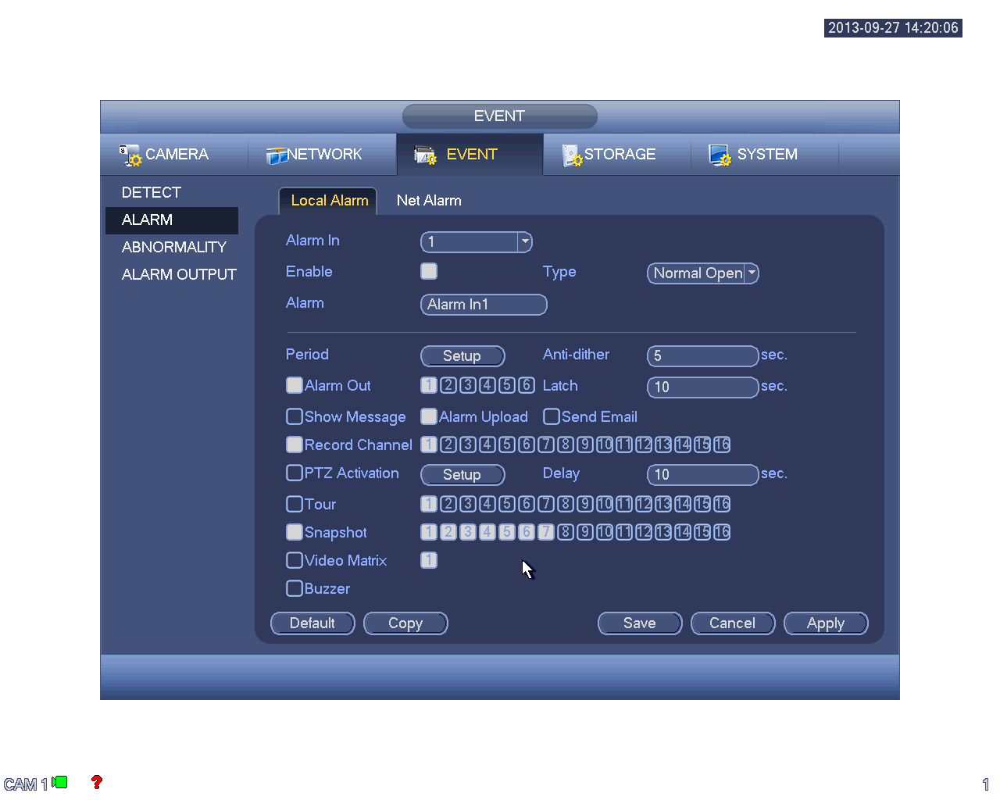 2013-09-27 14:20:06
EVENT
CAMERA NETWORK EVENT STORAGE SYSTEM
DETECT
ALARM
ABNORMALITY
ALARM OUTPUT
Local Alarm Net Alarm
Alarm In 1
Enable Type Normal Open
Alarm Alarm In1
Period Setup Anti-dither 5 sec.
Alarm Out 1 2 3 4 5 6 Latch 10 sec.
Show Message Alarm Upload Send Email
Record Channel 1 2 3 4 5 6 7 8 9 10 11 12 13 14 15 16
PTZ Activation Setup Delay 10 sec.
Tour 1 2 3 4 5 6 7 8 9 10 11 12 13 14 15 16
Snapshot 1 2 3 4 5 6 7 8 9 10 11 12 13 14 15 16
Video Matrix 1
Buzzer
Default Copy Save Cancel Apply
CAM 1 ? 1